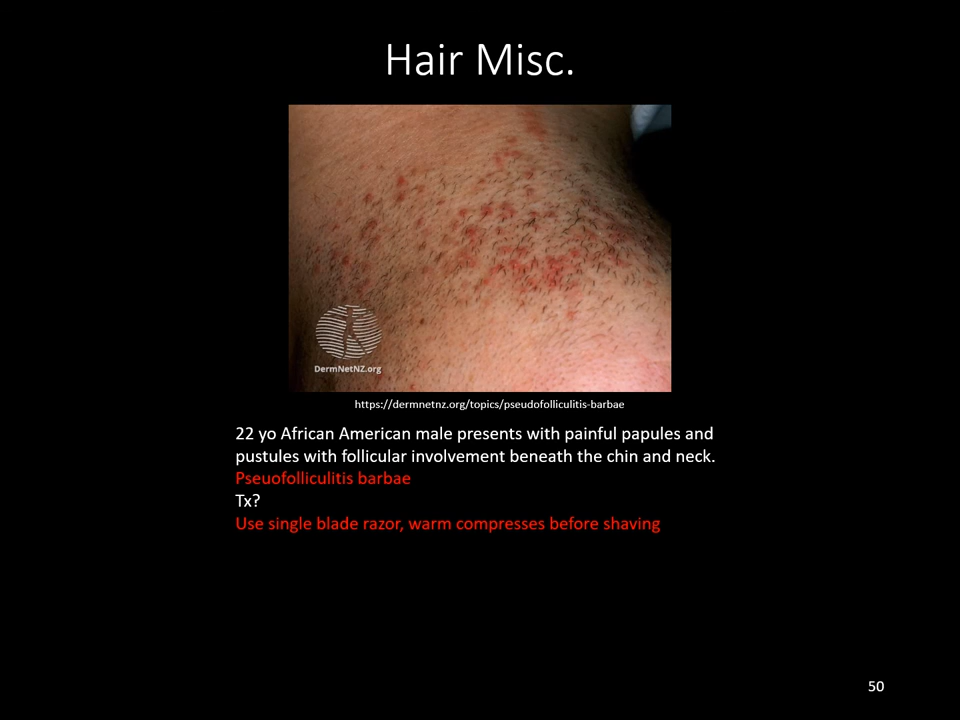 Hair Misc.
DermNetNZ.org
https://dermnetnz.org/topics/pseudofolliculitis-barbae
22 yo African American male presents with painful papules and
pustules with follicular involvement beneath the chin and neck.
Pseuofolliculitis barbae
Tx?
Use single blade razor, warm compresses before shaving
50